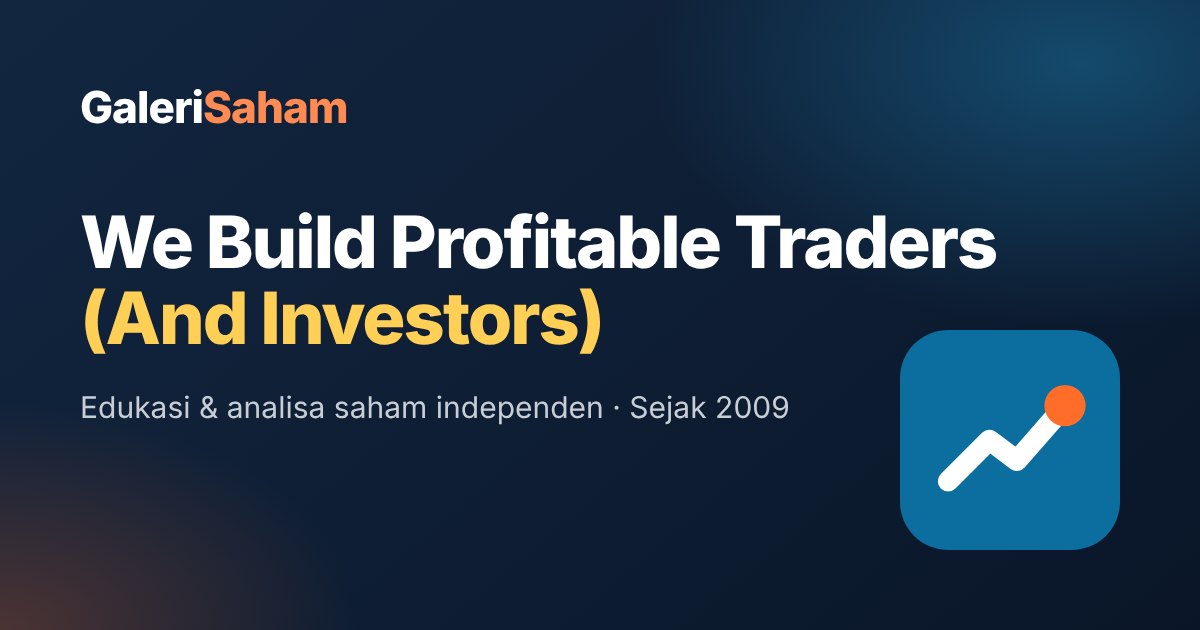 GaleriSaham
We Build Profitable Traders
(And Investors)
Edukasi & analisa saham independen · Sejak 2009